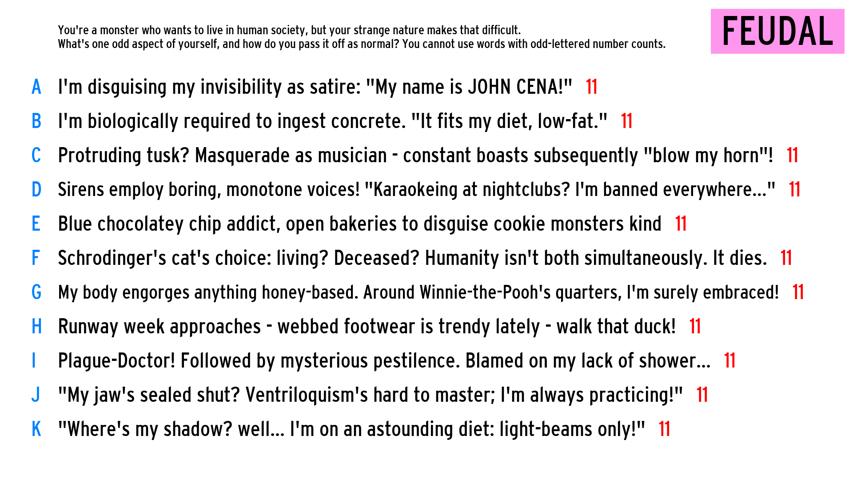 You're a monster who wants to live in human society, but your strange nature makes that difficult.
What's one odd aspect of yourself, and how do you pass it off as normal? You cannot use words with odd-lettered number counts.
FEUDAL
A I'm disguising my invisibility as satire: "My name is JOHN CENA!" 11
B I'm biologically required to ingest concrete. "It fits my diet, low-fat." 11
C Protruding tusk? Masquerade as musician - constant boasts subsequently "blow my horn"! 11
D Sirens employ boring, monotone voices! "Karaokeing at nightclubs? I'm banned everywhere..." 11
E Blue chocolatey chip addict, open bakeries to disguise cookie monsters kind 11
F Schrodinger's cat's choice: living? Deceased? Humanity isn't both simultaneously. It dies. 11
G My body engorges anything honey-based. Around Winnie-the-Pooh's quarters, I'm surely embraced! 11
H Runway week approaches - webbed footwear is trendy lately - walk that duck! 11
I Plague-Doctor! Followed by mysterious pestilence. Blamed on my lack of shower... 11
J "My jaw's sealed shut? Ventriloquism's hard to master; I'm always practicing!" 11
K "Where's my shadow? well... I'm on an astounding diet: light-beams only!" 11